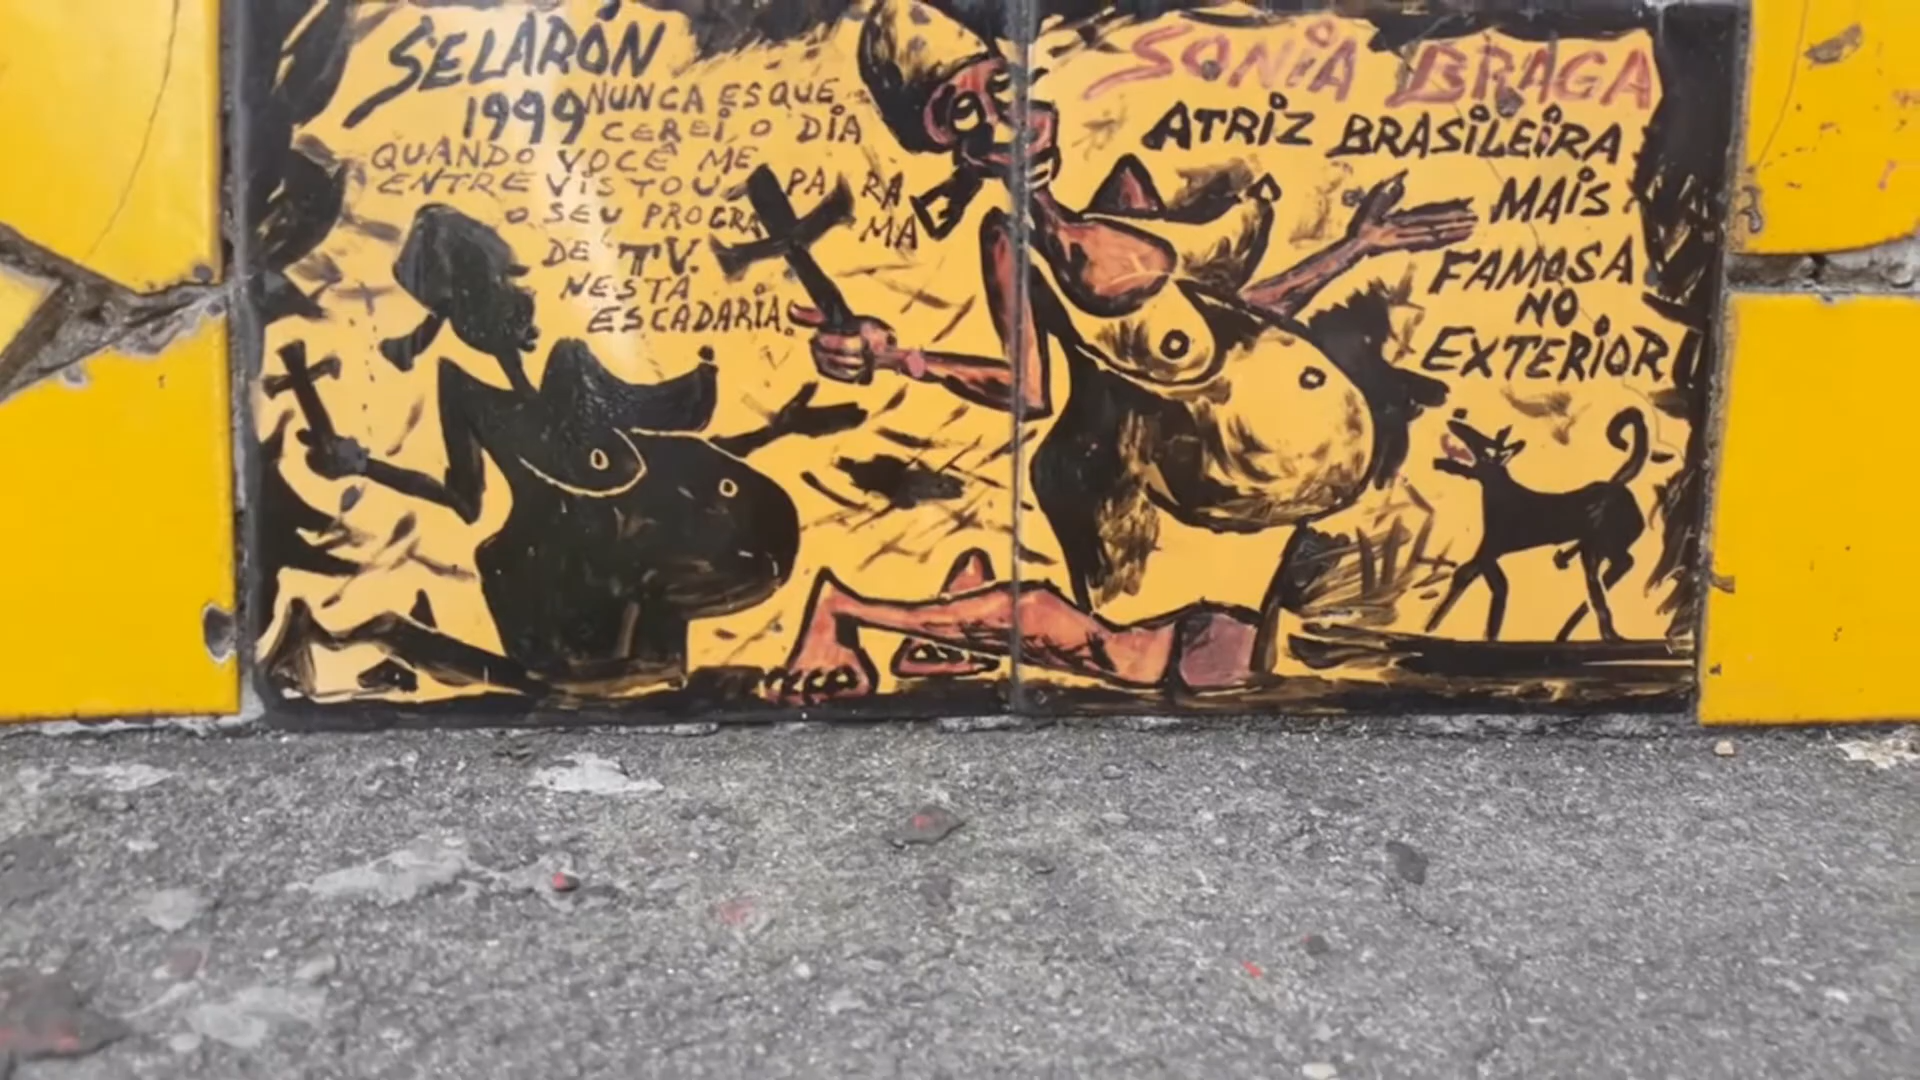 SELARÓN
1999 NUNCA ESQUE
CEREI, O DIA
QUANDO VOCÊ ME
ENTREVISTOU PARA
O SEU PROGRAMA
DE TV.
NESTA
ESCADARIA.
SONIA BRAGA
ATRIZ BRASILEIRA
MAIS
FAMOSA
NO
EXTERIOR